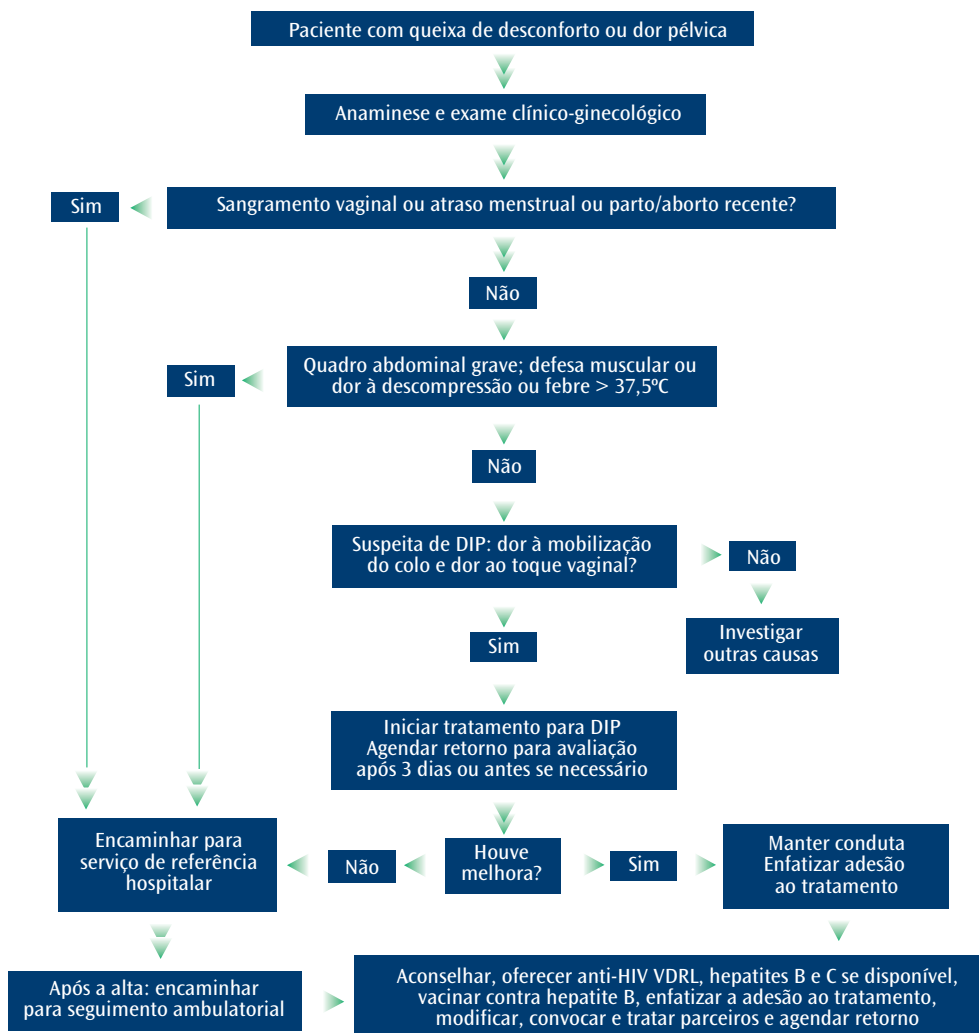 Paciente com queixa de desconforto ou dor pélvica
Anaminese e exame clínico-ginecológico
Sim
Sangramento vaginal ou atraso menstrual ou parto/aborto recente?
Não
Sim
Quadro abdominal grave; defesa muscular ou
dor à descompressão ou febre > 37,5ºC
Não
Suspeita de DIP: dor à mobilização
do colo e dor ao toque vaginal?
Não
Investigar
outras causas
Sim
Iniciar tratamento para DIP
Agendar retorno para avaliação
após 3 dias ou antes se necessário
Encaminhar para
serviço de referência
hospitalar
Não
Houve
melhora?
Sim
Manter conduta
Enfatizar adesão
ao tratamento
Após a alta: encaminhar
para seguimento ambulatorial
Aconselhar, oferecer anti-HIV VDRL, hepatites B e C se disponível,
vacinar contra hepatite B, enfatizar a adesão ao tratamento,
modificar, convocar e tratar parceiros e agendar retorno